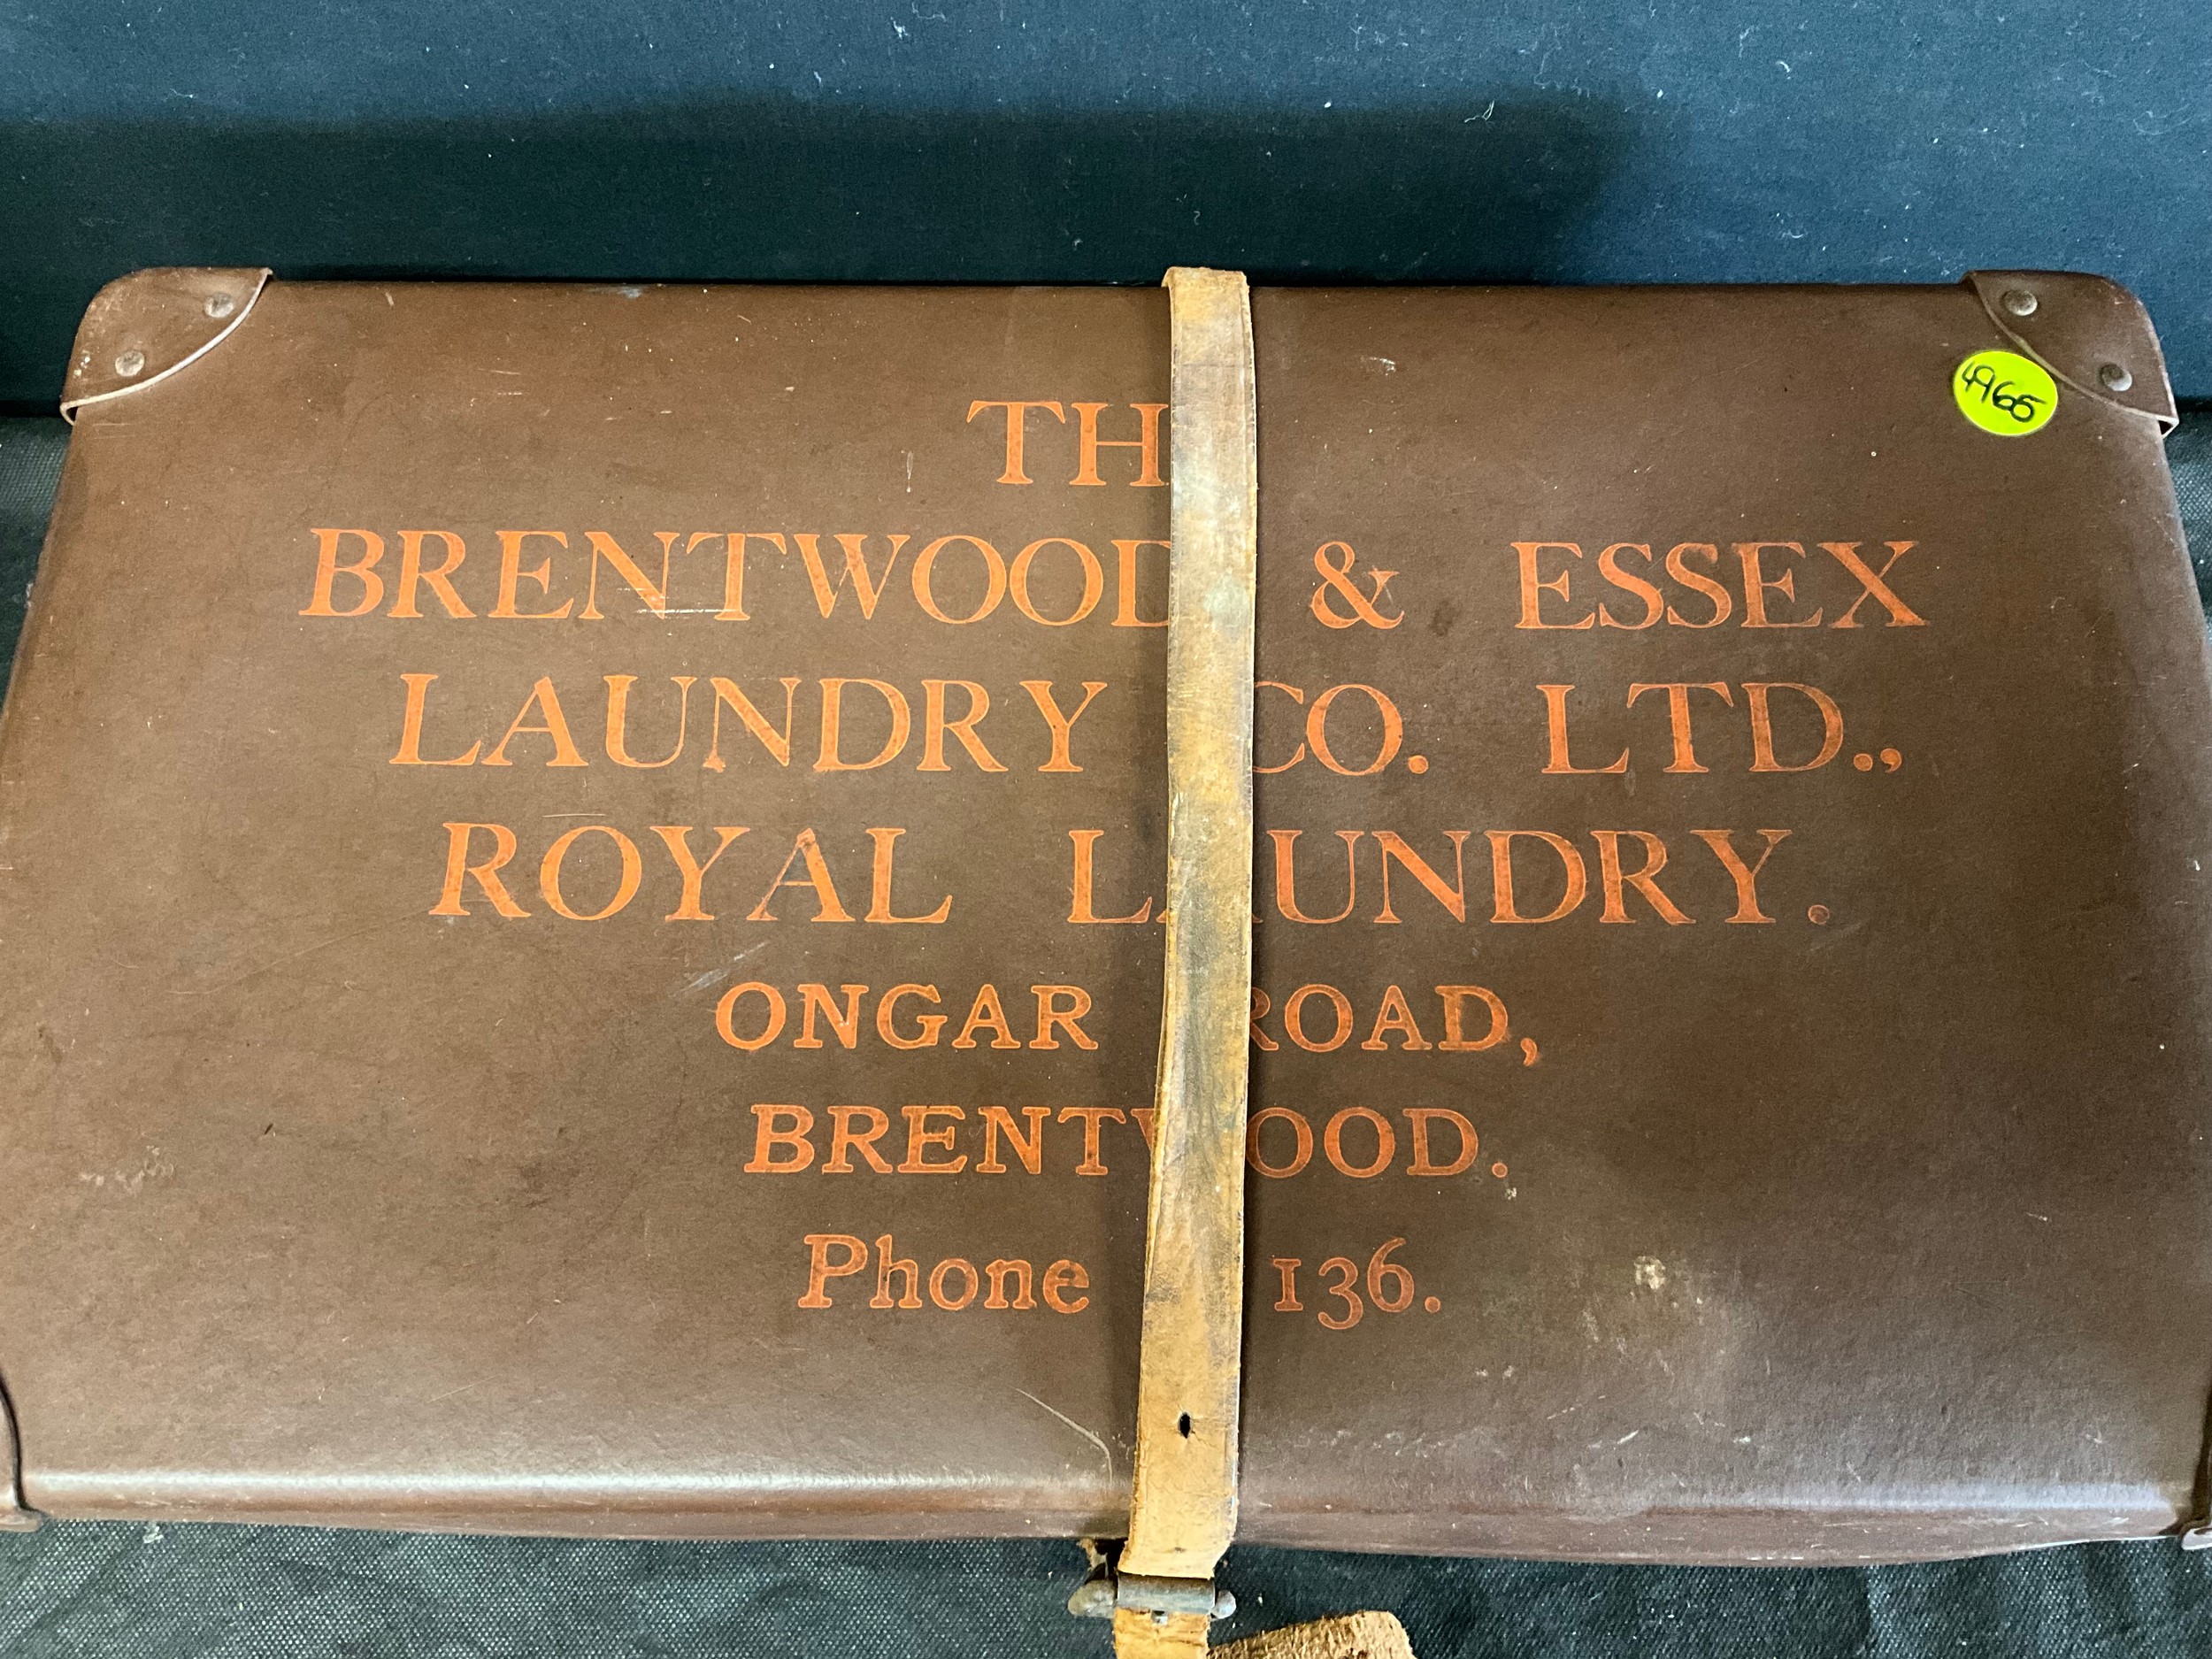 THE
BRENTWOOD & ESSEX
LAUNDRY CO. LTD.,
ROYAL LAUNDRY.
ONGAR ROAD,
BRENTWOOD.
Phone 136.
4965